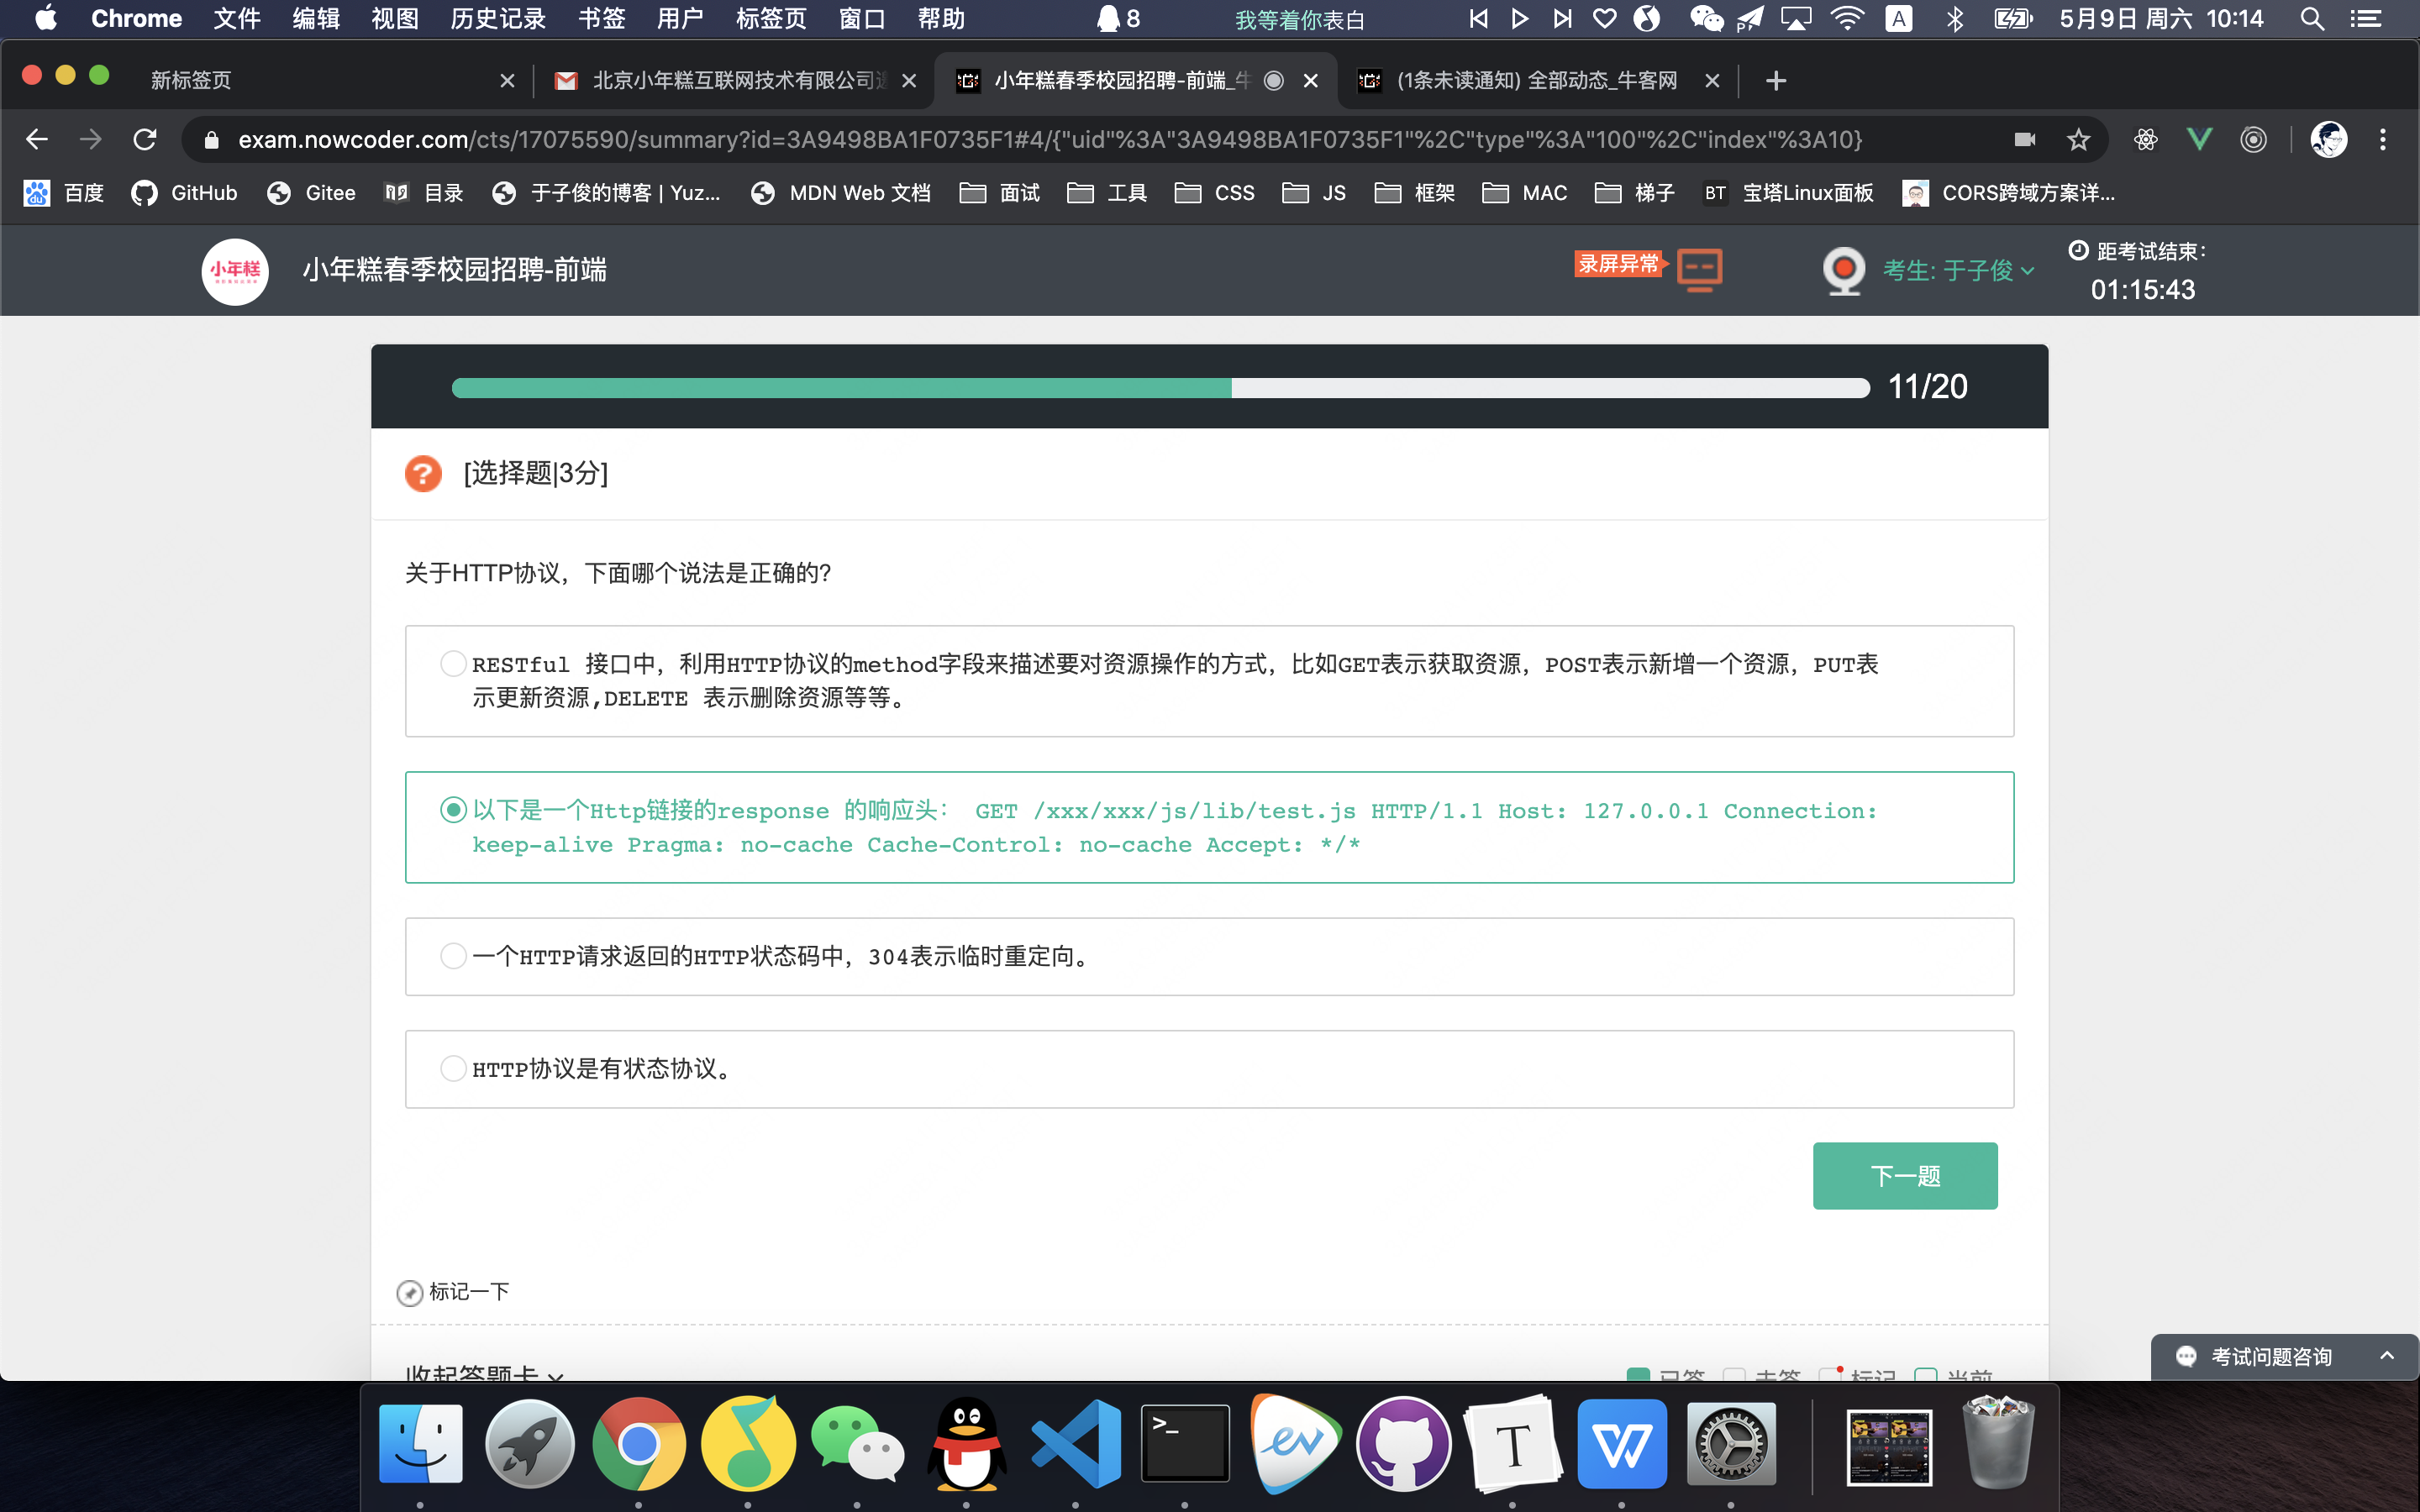 Chrome 文件 编辑 视图 历史记录 书签 用户 标签页 窗口 帮助 8 我等着你表白 A 5月9日 周六 10:14
新标签页 北京小年糕互联网技术有限公司 小年糕春季校园招聘-前端_牛 (1条未读通知) 全部动态_牛客网
exam.nowcoder.com/cts/17075590/summary?id=3A9498BA1F0735F1#4/{"uid"%3A"3A9498BA1F0735F1"%2C"type"%3A"100"%2C"index"%3A10}
百度 GitHub Gitee 目录 于子俊的博客 | Yuz... MDN Web 文档 面试 工具 CSS JS 框架 MAC 梯子 BT 宝塔Linux面板 CORS跨域方案详...
小年糕 小年糕春季校园招聘-前端 录屏异常 考生: 于子俊 距考试结束:
01:15:43
11/20
[选择题|3分]
关于HTTP协议，下面哪个说法是正确的?
RESTful 接口中，利用HTTP协议的method字段来描述要对资源操作的方式，比如GET表示获取资源，POST表示新增一个资源，PUT表
示更新资源,DELETE 表示删除资源等等。
以下是一个Http链接的response 的响应头： GET /xxx/xxx/js/lib/test.js HTTP/1.1 Host: 127.0.0.1 Connection:
keep-alive Pragma: no-cache Cache-Control: no-cache Accept: */*
一个HTTP请求返回的HTTP状态码中，304表示临时重定向。
HTTP协议是有状态协议。
下一题
标记一下
收起答题卡 已答 未答 标记 当前
考试问题咨询